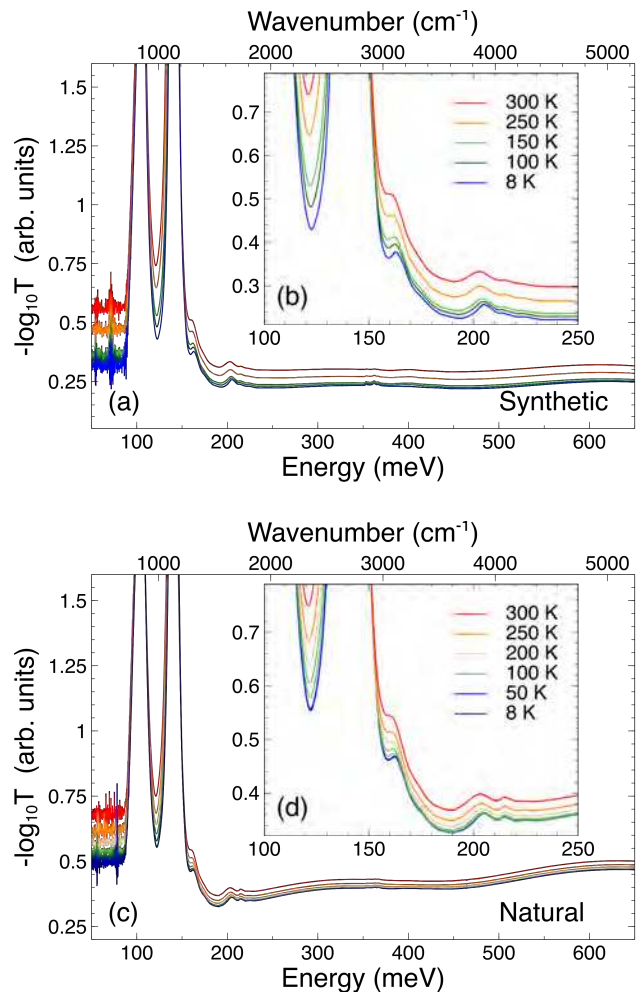 Wavenumber (cm⁻¹)
1000 2000 3000 4000 5000
1.5
1.25
1
0.75
0.5
0.25
-log₁₀T (arb. units)
0.7
0.6
0.5
0.4
0.3
300 K
250 K
150 K
100 K
8 K
(b)
100 150 200 250
(a)
Synthetic
100 200 300 400 500 600
Energy (meV)
Wavenumber (cm⁻¹)
1000 2000 3000 4000 5000
1.5
1.25
1
0.75
0.5
0.25
-log₁₀T (arb. units)
0.7
0.6
0.5
0.4
300 K
250 K
200 K
100 K
50 K
8 K
(d)
100 150 200 250
(c)
Natural
100 200 300 400 500 600
Energy (meV)